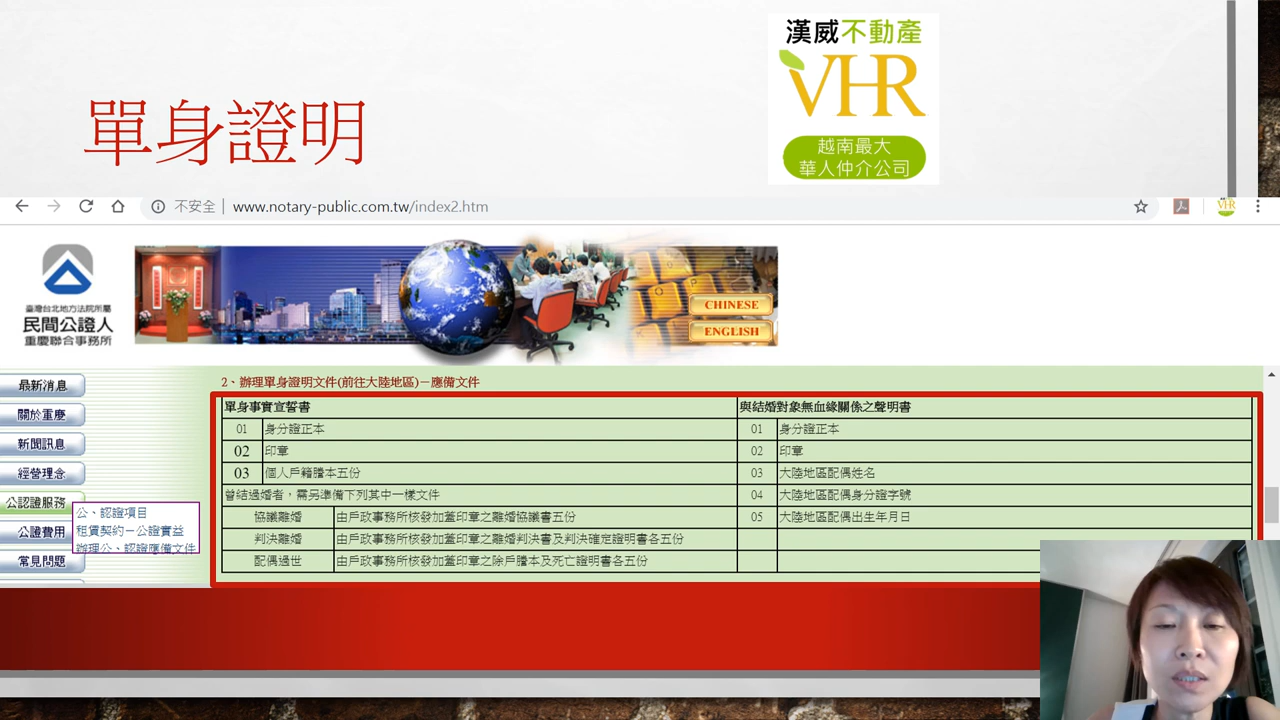 漢威不動產
VHR
越南最大
華人仲介公司
單身證明
不安全 | www.notary-public.com.tw/index2.htm
VHR
臺灣台北地方法院所屬
民間公證人
重慶聯合事務所
CHINESE
ENGLISH
最新消息
關於重慶
新聞訊息
經營理念
公認證服務
公證費用
常見問題
公、認證項目
租賃契約－公證實益
辦理公、認證應備文件
2、辦理單身證明文件(前往大陸地區)－應備文件
單身事實宣誓書 與結婚對象無血緣關係之聲明書
01 身分證正本 01 身分證正本
02 印章 02 印章
03 個人戶籍謄本五份 03 大陸地區配偶姓名
曾結過婚者，需另準備下列其中一樣文件 04 大陸地區配偶身分證字號
協議離婚 由戶政事務所核發加蓋印章之離婚協議書五份 05 大陸地區配偶出生年月日
判決離婚 由戶政事務所核發加蓋印章之離婚判決書及判決確定證明書各五份
配偶過世 由戶政事務所核發加蓋印章之除戶謄本及死亡證明書各五份